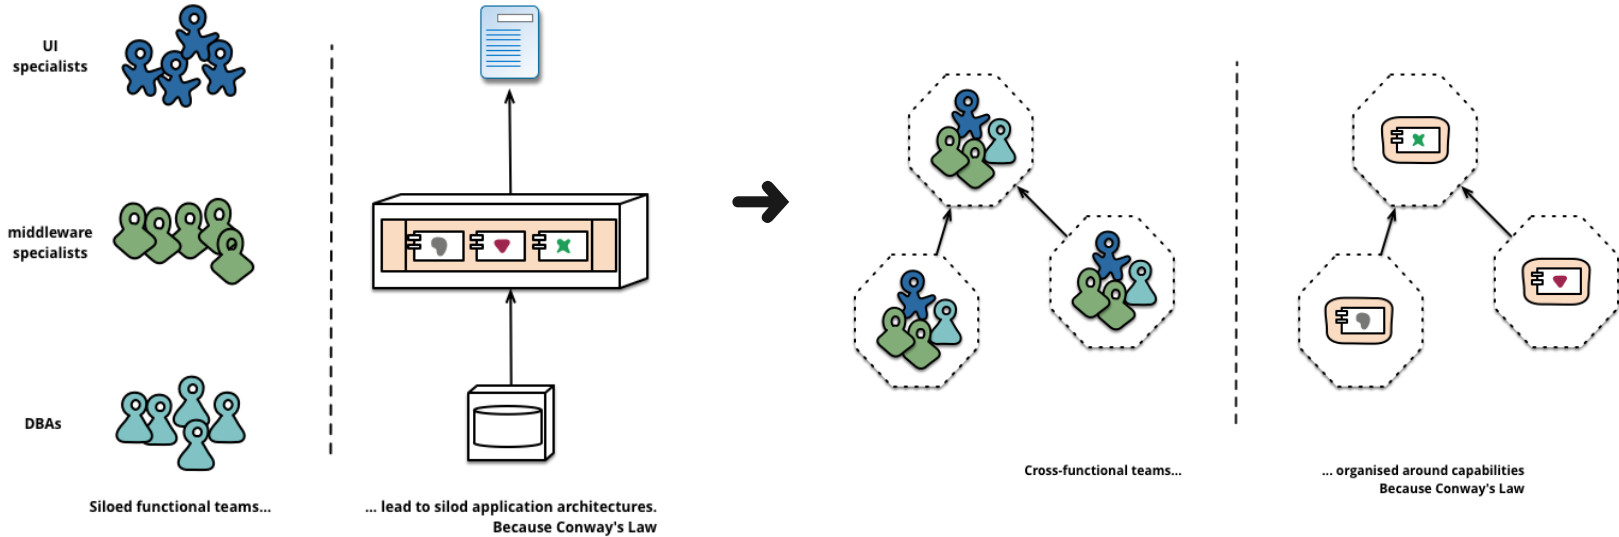 UI
specialists
middleware
specialists
DBAs
Siloed functional teams...
... lead to silod application architectures.
Because Conway's Law
Cross-functional teams...
... organised around capabilities
Because Conway's Law